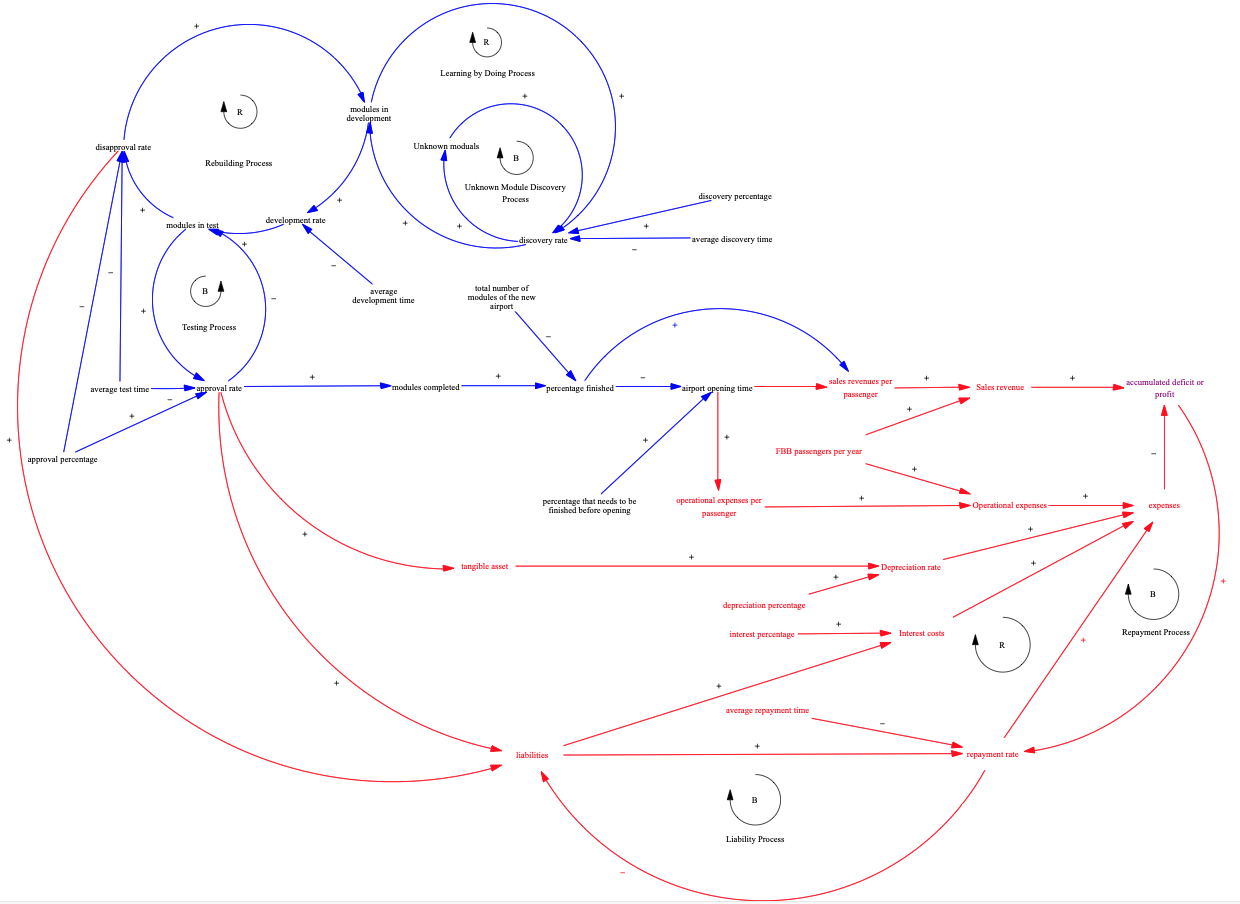 +
R
Learning by Doing Process
+
+
modules in
development
R
disapproval rate
Unknown moduals
B
Rebuilding Process
Unknown Module Discovery
Process
discovery percentage
+
+
modules in test
development rate
+
+
+
discovery rate
average discovery time
+
−
−
−
average
development time
total number of
modules of the new
airport
B
−
−
+
Testing Process
+
−
+
+
−
average test time
approval rate
modules completed
percentage finished
airport opening time
sales revenues per
passenger
+
Sales revenue
+
accumulated deficit or
profit
−
+
+
approval percentage
+
+
+
FBB passengers per year
−
+
percentage that needs to be
finished before opening
operational expenses per
passenger
+
Operational expenses
+
expenses
+
+
+
tangible asset
+
Depreciation rate
+
+
depreciation percentage
B
+
interest percentage
+
Interest costs
R
Repayment Process
+
+
+
average repayment time
−
liabilities
+
repayment rate
B
Liability Process
−